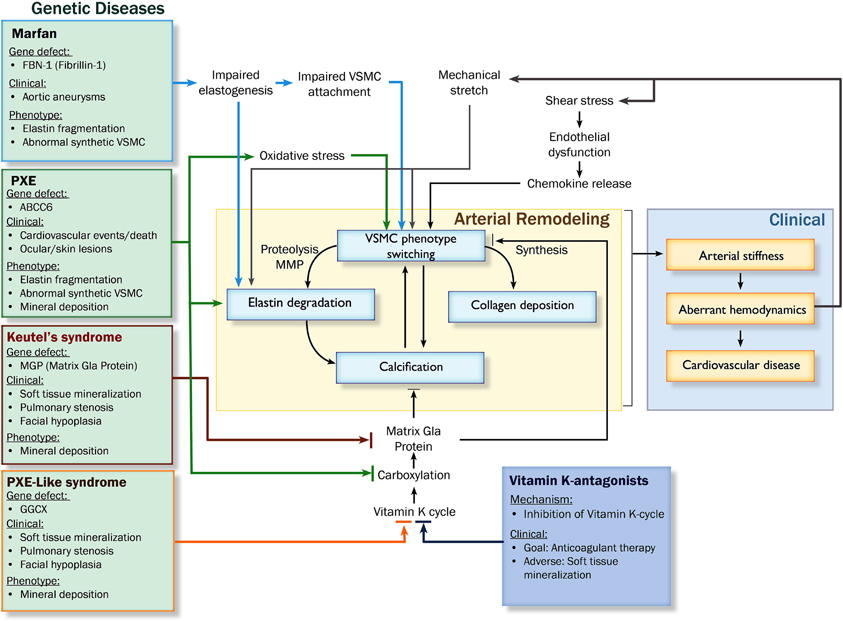 Genetic Diseases
Marfan
Gene defect:
• FBN-1 (Fibrillin-1)
Clinical:
• Aortic aneurysms
Phenotype:
• Elastin fragmentation
• Abnormal synthetic VSMC
PXE
Gene defect:
• ABCC6
Clinical:
• Cardiovascular events/death
• Ocular/skin lesions
Phenotype:
• Elastin fragmentation
• Abnormal synthetic VSMC
• Mineral deposition
Keutel's syndrome
Gene defect:
• MGP (Matrix Gla Protein)
Clinical:
• Soft tissue mineralization
• Pulmonary stenosis
• Facial hypoplasia
Phenotype:
• Mineral deposition
PXE-Like syndrome
Gene defect:
• GGCX
Clinical:
• Soft tissue mineralization
• Pulmonary stenosis
• Facial hypoplasia
Phenotype:
• Mineral deposition
Impaired
elastogenesis
Impaired VSMC
attachment
Mechanical
stretch
Shear stress
Endothelial
dysfunction
Chemokine release
Oxidative stress
Arterial Remodeling
VSMC phenotype
switching
Proteolysis
MMP
Synthesis
Elastin degradation
Collagen deposition
Calcification
Matrix Gla
Protein
Carboxylation
Vitamin K cycle
Clinical
Arterial stiffness
Aberrant hemodynamics
Cardiovascular disease
Vitamin K-antagonists
Mechanism:
• Inhibition of Vitamin K-cycle
Clinical:
• Goal: Anticoagulant therapy
• Adverse: Soft tissue
mineralization